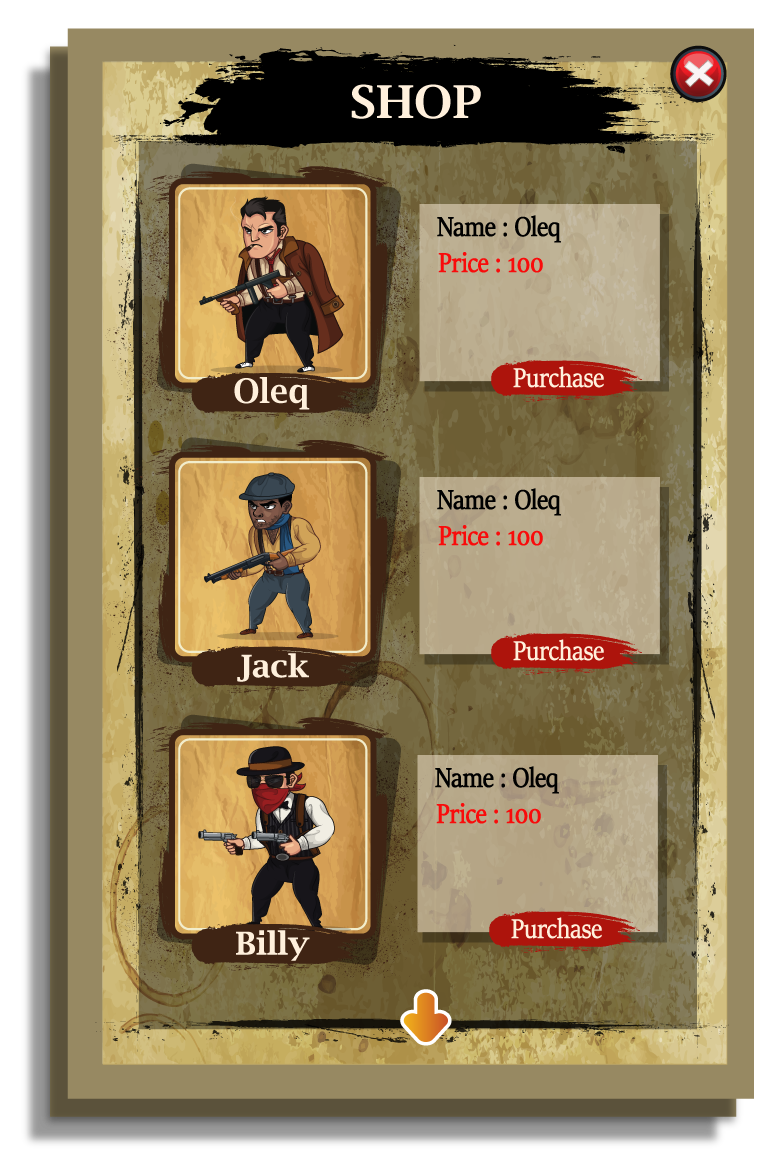 SHOP
Name : Oleq
Price : 100
Purchase
Oleq
Name : Oleq
Price : 100
Purchase
Jack
Name : Oleq
Price : 100
Purchase
Billy